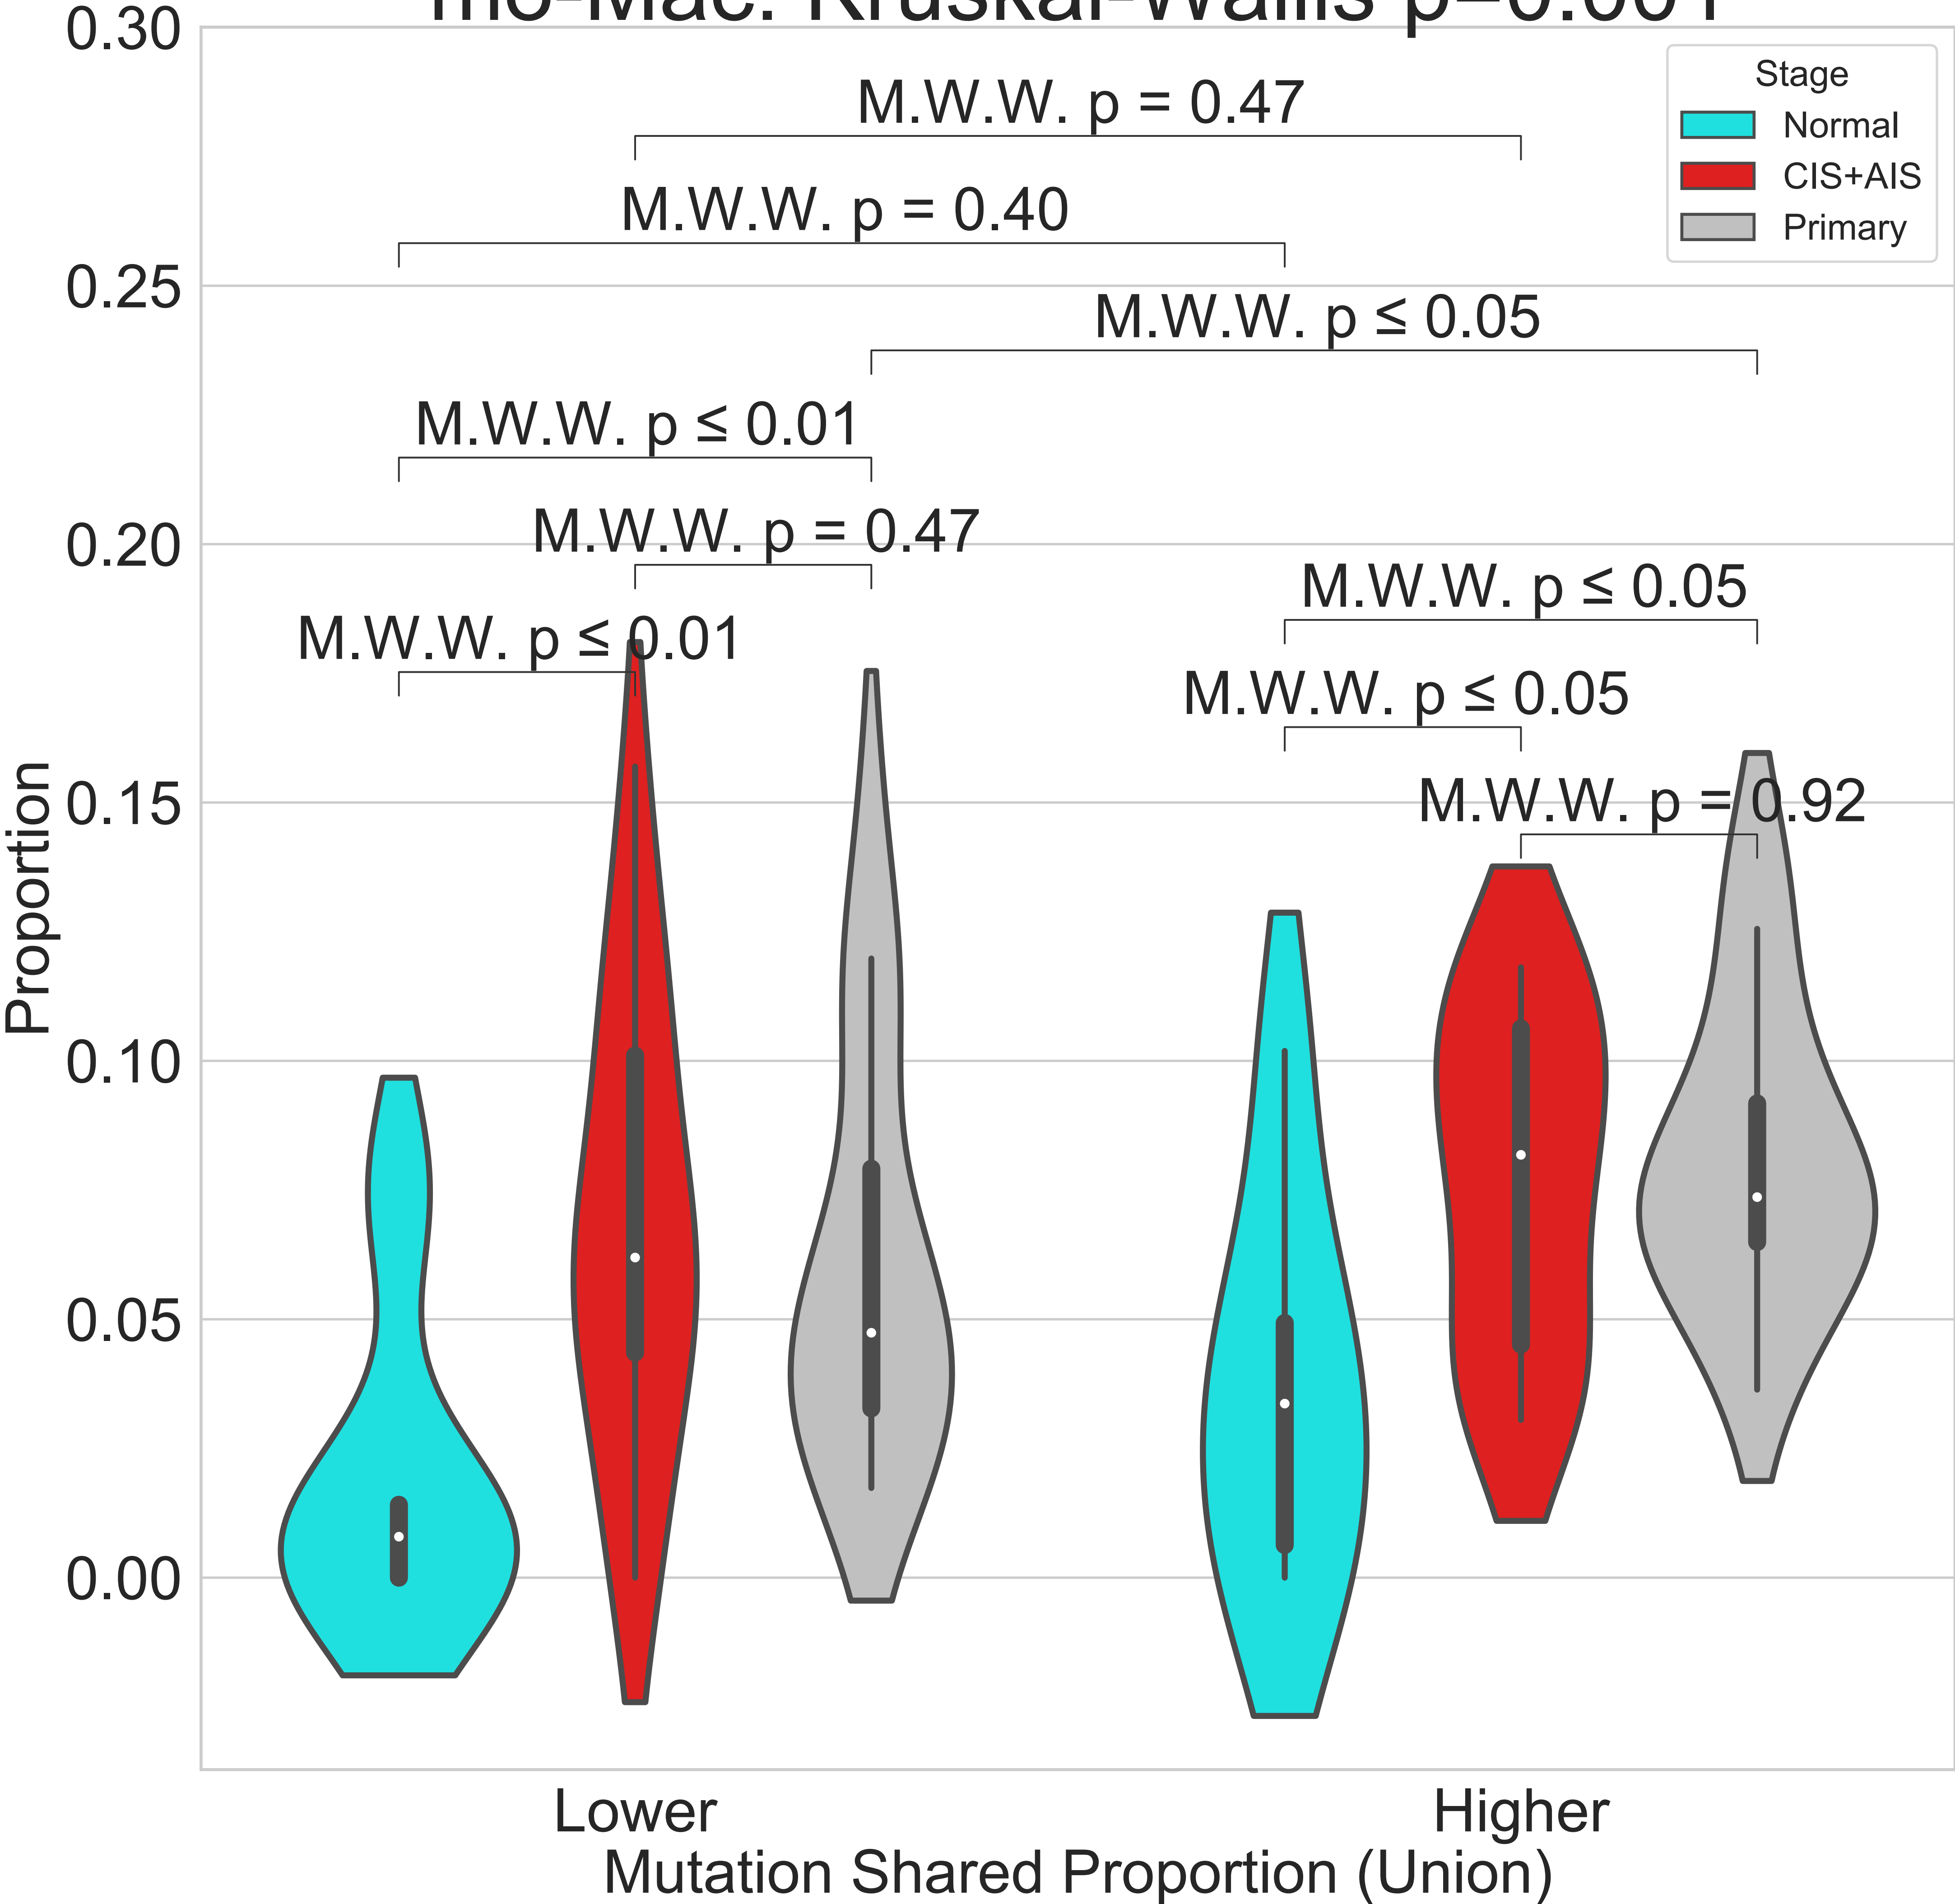 Kruskal-Wallis
0.30
M.W.W. p = 0.47
Stage
Normal
CIS+AIS
Primary
M.W.W. p = 0.40
0.25
M.W.W. p ≤ 0.05
M.W.W. p ≤ 0.01
M.W.W. p = 0.47
0.20
M.W.W. p ≤ 0.05
M.W.W. p ≤ 0.01
M.W.W. p ≤ 0.05
0.15
M.W.W. p = 0.92
Proportion
0.10
0.05
0.00
Lower
Higher
Mutation Shared Proportion (Union)